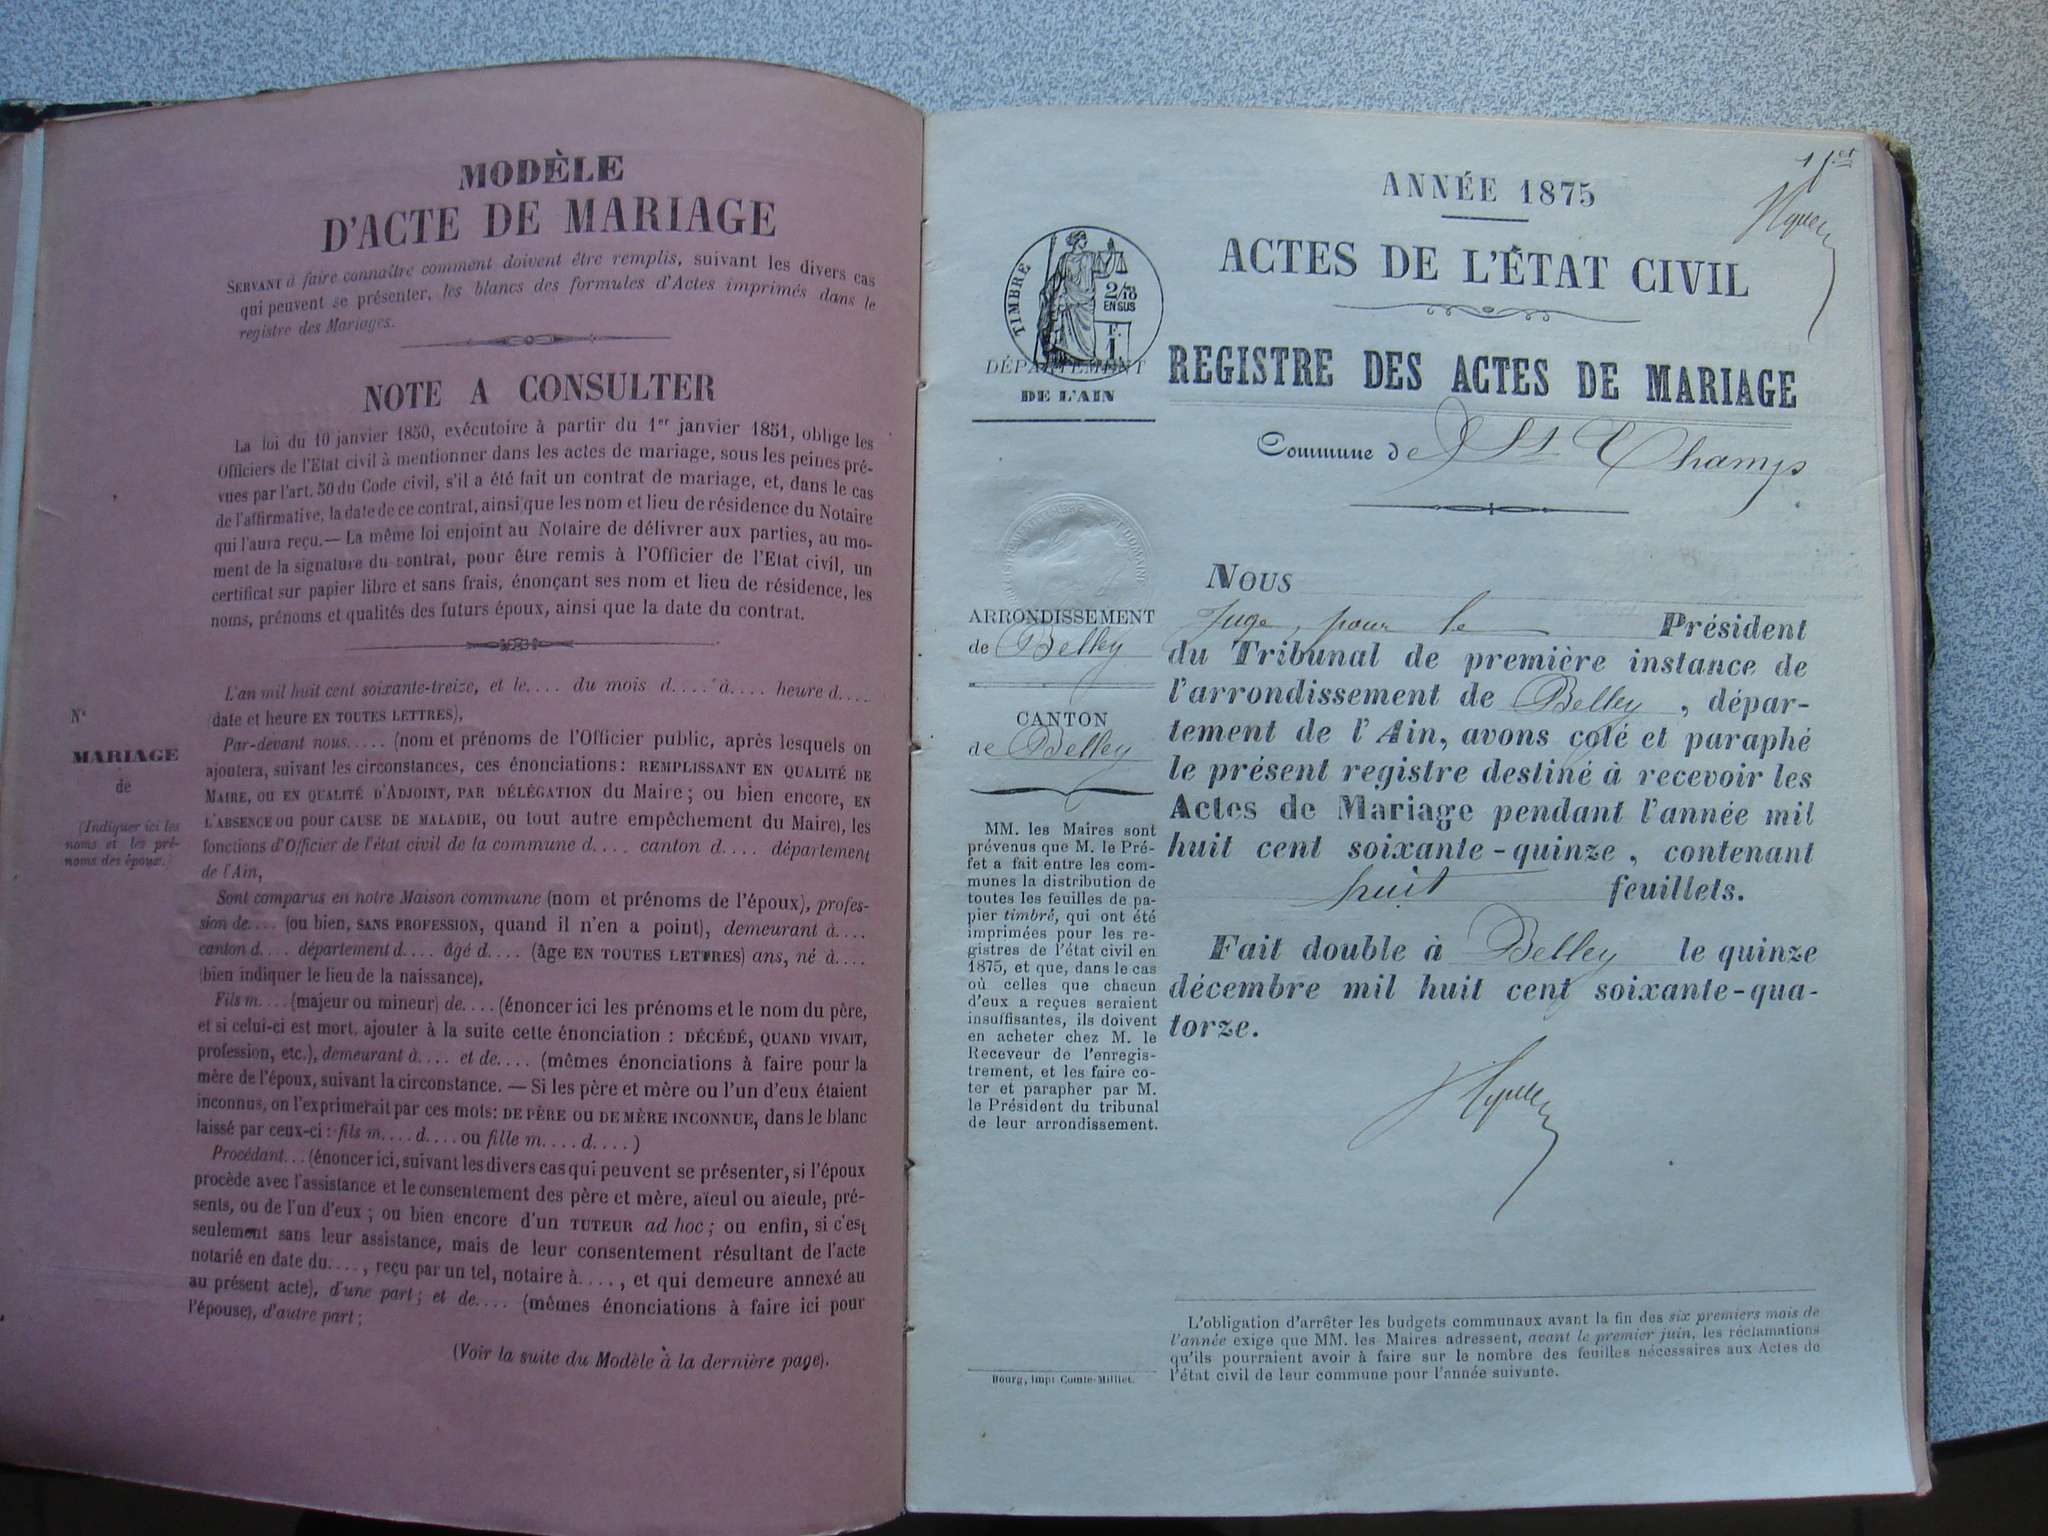 MODÈLE
D'ACTE DE MARIAGE
SERVANT à faire connaître comment doivent être remplis, suivant les divers cas
qui peuvent se présenter, les blancs des formules d'Actes imprimés dans le
registre des Mariages.
NOTE A CONSULTER
La loi du 10 janvier 1850, exécutoire à partir du 1er janvier 1851, oblige les
Officiers de l'Etat civil à mentionner dans les actes de mariage, sous les peines pré-
vues par l'art. 50 du Code civil, s'il a été fait un contrat de mariage, et, dans le cas
de l'affirmative, la date de ce contrat, ainsi que les nom et lieu de résidence du Notaire
qui l'aura reçu. — La même loi enjoint au Notaire de délivrer aux parties, au mo-
ment de la signature du contrat, pour être remis à l'Officier de l'Etat civil, un
certificat sur papier libre et sans frais, énonçant ses nom et lieu de résidence, les
noms, prénoms et qualités des futurs époux, ainsi que la date du contrat.
L'an mil huit cent soixante-treize, et le.... du mois d.... à.... heure d....
(date et heure EN TOUTES LETTRES),
Par-devant nous..... (nom et prénoms de l'Officier public, après lesquels on
ajoutera, suivant les circonstances, ces énonciations: REMPLISSANT EN QUALITÉ DE
MAIRE, OU EN QUALITÉ D'ADJOINT, PAR DÉLÉGATION du Maire; ou bien encore, EN
L'ABSENCE OU POUR CAUSE DE MALADIE, ou tout autre empêchement du Maire), les
fonctions d'Officier de l'état civil de la commune d.... canton d.... département
de l'Ain,
Sont comparus en notre Maison commune (nom et prénoms de l'époux), profes-
sion de.... (ou bien, SANS PROFESSION, quand il n'en a point), demeurant à....
canton d.... département d.... âgé d.... (âge EN TOUTES LETTRES) ans, né à....
(bien indiquer le lieu de la naissance),
Fils m.... (majeur ou mineur) de.... (énoncer ici les prénoms et le nom du père,
et si celui-ci est mort, ajouter à la suite cette énonciation : DÉCÉDÉ, QUAND VIVAIT,
profession, etc.), demeurant à.... et de.... (mêmes énonciations à faire pour la
mère de l'époux, suivant la circonstance. — Si les père et mère ou l'un d'eux étaient
inconnus, on l'exprimerait par ces mots: DE PÈRE OU DE MÈRE INCONNUE, dans le blanc
laissé par ceux-ci : fils m.... d.... ou fille m.... d....)
Procédant... (énoncer ici, suivant les divers cas qui peuvent se présenter, si l'époux
procède avec l'assistance et le consentement des père et mère, aïeul ou aïeule, pré-
sents, ou de l'un d'eux; ou bien encore d'un TUTEUR ad hoc; ou enfin, si c'est
seulement sans leur assistance, mais de leur consentement résultant de l'acte
notarié en date du...., reçu par un tel, notaire à...., et qui demeure annexé au
au présent acte), d'une part; et de.... (mêmes énonciations à faire ici pour
l'épouse), d'autre part;
(Voir la suite du Modèle à la dernière page).
N°
MARIAGE
de
(Indiquer ici les
noms et les pré-
noms des époux.)
ANNÉE 1875
ACTES DE L'ÉTAT CIVIL
REGISTRE DES ACTES DE MARIAGE
Commune de St Champs
TIMBRE
2/10
EN SUS
F.
1
DÉPARTEMENT
DE L'AIN
ARRONDISSEMENT
de Belley
CANTON
de Belley
MM. les Maires sont
prévenus que M. le Pré-
fet a fait entre les com-
munes la distribution de
toutes les feuilles de pa-
pier timbré, qui ont été
imprimées pour les re-
gistres de l'état civil en
1875, et que, dans le cas
où celles que chacun
d'eux a reçues seraient
insuffisantes, ils doivent
en acheter chez M. le
Receveur de l'enregis-
trement, et les faire co-
ter et parapher par M.
le Président du tribunal
de leur arrondissement.
Bourg, impr Comte-Milliet.
NOUS
Juge, pour le Président
du Tribunal de première instance de
l'arrondissement de Belley, dépar-
tement de l'Ain, avons coté et paraphé
le présent registre destiné à recevoir les
Actes de Mariage pendant l'année mil
huit cent soixante-quinze, contenant
huit feuillets.
Fait double à Belley le quinze
décembre mil huit cent soixante-qua-
torze.
L'obligation d'arrêter les budgets communaux avant la fin des six premiers mois de
l'année exige que MM. les Maires adressent, avant le premier juin, les réclamations
qu'ils pourraient avoir à faire sur le nombre des feuilles nécessaires aux Actes de
l'état civil de leur commune pour l'année suivante.